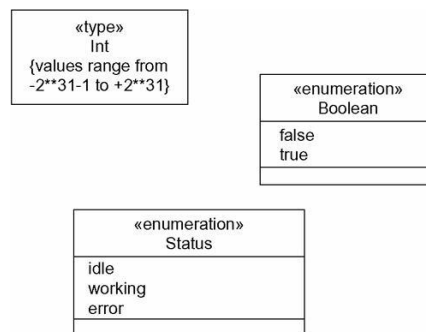 «type»
Int
{values range from
-2**31-1 to +2**31}
«enumeration»
Boolean
false
true
«enumeration»
Status
idle
working
error